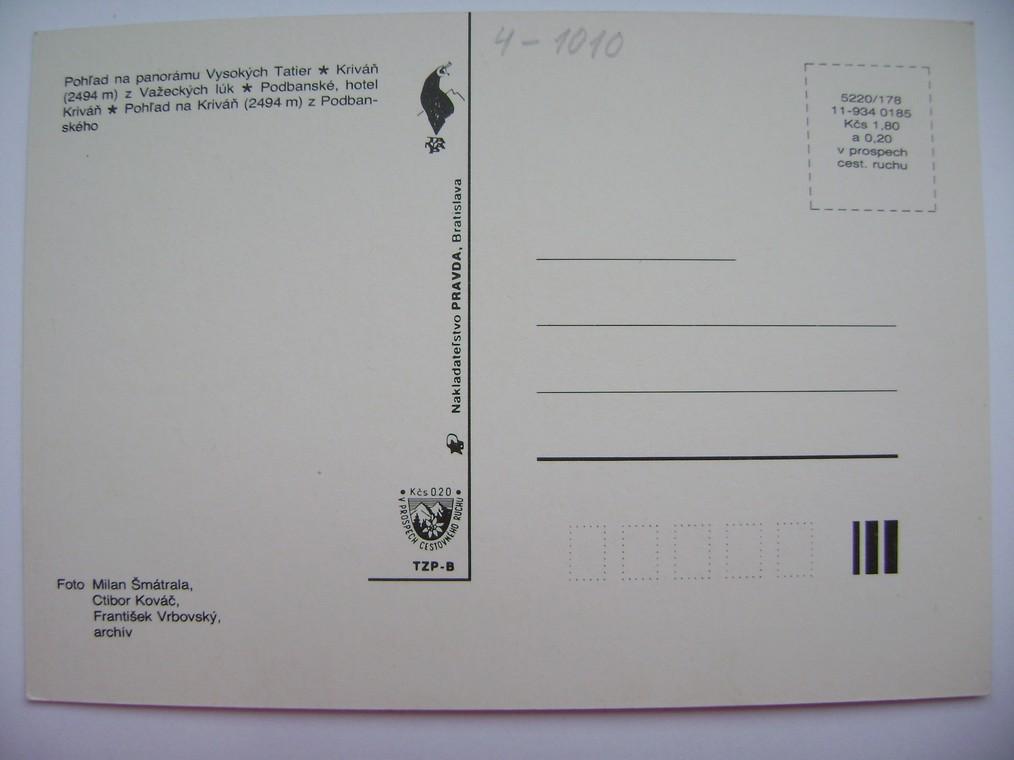 4-1010
Pohľad na panorámu Vysokých Tatier ★ Kriváň
(2494 m) z Važeckých lúk ★ Podbanské, hotel
Kriváň ★ Pohľad na Kriváň (2494 m) z Podban-
ského
5220/178
11-934 0185
Kčs 1,80
a 0,20
v prospech
cest. ruchu
Nakladateľstvo PRAVDA, Bratislava
Kčs 0.20
V PROSPECH CESTOVNÉHO RUCHU
TZP-B
Foto Milan Šmátrala,
Ctibor Kováč,
František Vrbovský,
archív